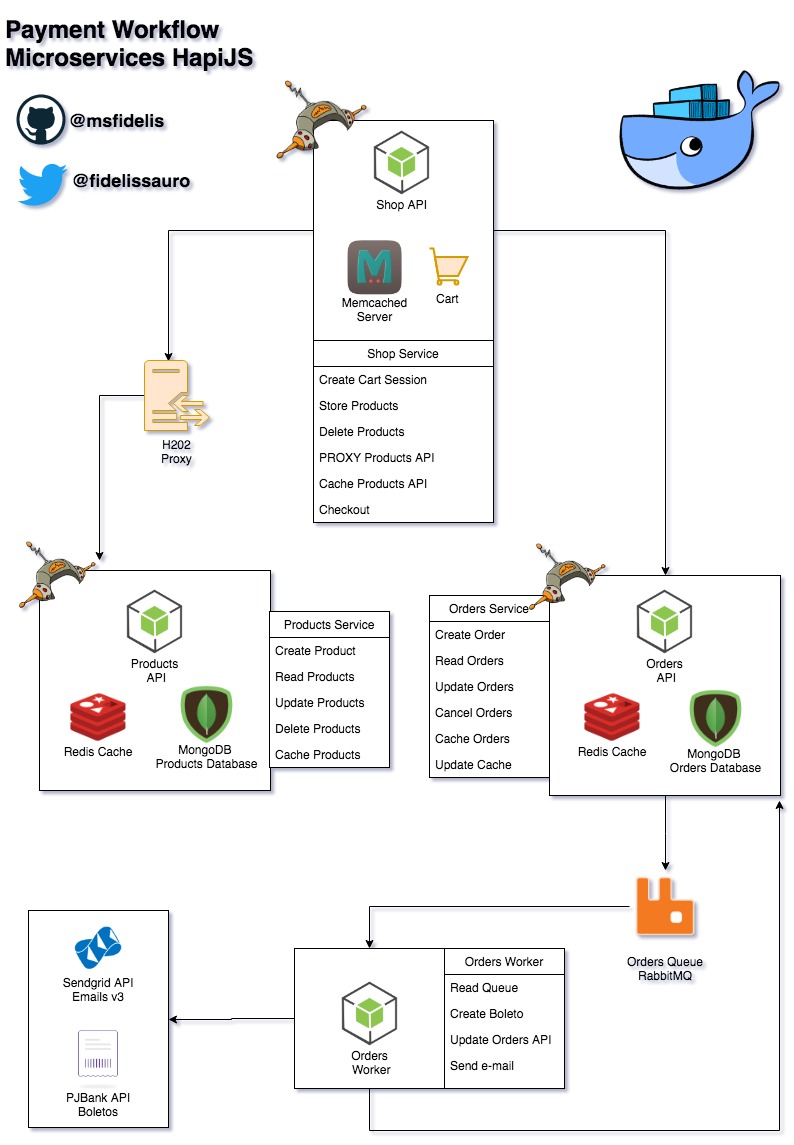 Payment Workflow
Microservices HapiJS
@msfidelis
@fidelissauro
Shop API
Memcached
Server
Cart
Shop Service
Create Cart Session
Store Products
Delete Products
PROXY Products API
Cache Products API
Checkout
H202
Proxy
Products
API
Redis Cache
MongoDB
Products Database
Products Service
Create Product
Read Products
Update Products
Delete Products
Cache Products
Orders Service
Create Order
Read Orders
Update Orders
Cancel Orders
Cache Orders
Update Cache
Orders
API
Redis Cache
MongoDB
Orders Database
Orders Queue
RabbitMQ
Sendgrid API
Emails v3
PJBank API
Boletos
Orders
Worker
Orders Worker
Read Queue
Create Boleto
Update Orders API
Send e-mail